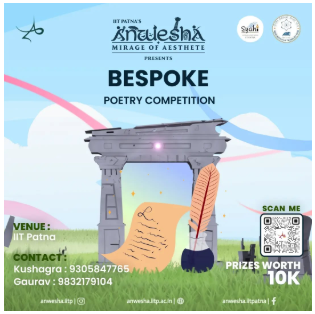 IIT PATNA'S
Anwesha
MIRAGE OF AESTHETE
PRESENTS
Syahi
BESPOKE
POETRY COMPETITION
SCAN ME
VENUE :
IIT Patna
CONTACT :
Kushagra : 9305847765
Gaurav : 9832179104
PRIZES WORTH
10K
anwesha.iitp
anwesha.iitp.ac.in
anwesha.iitpatna